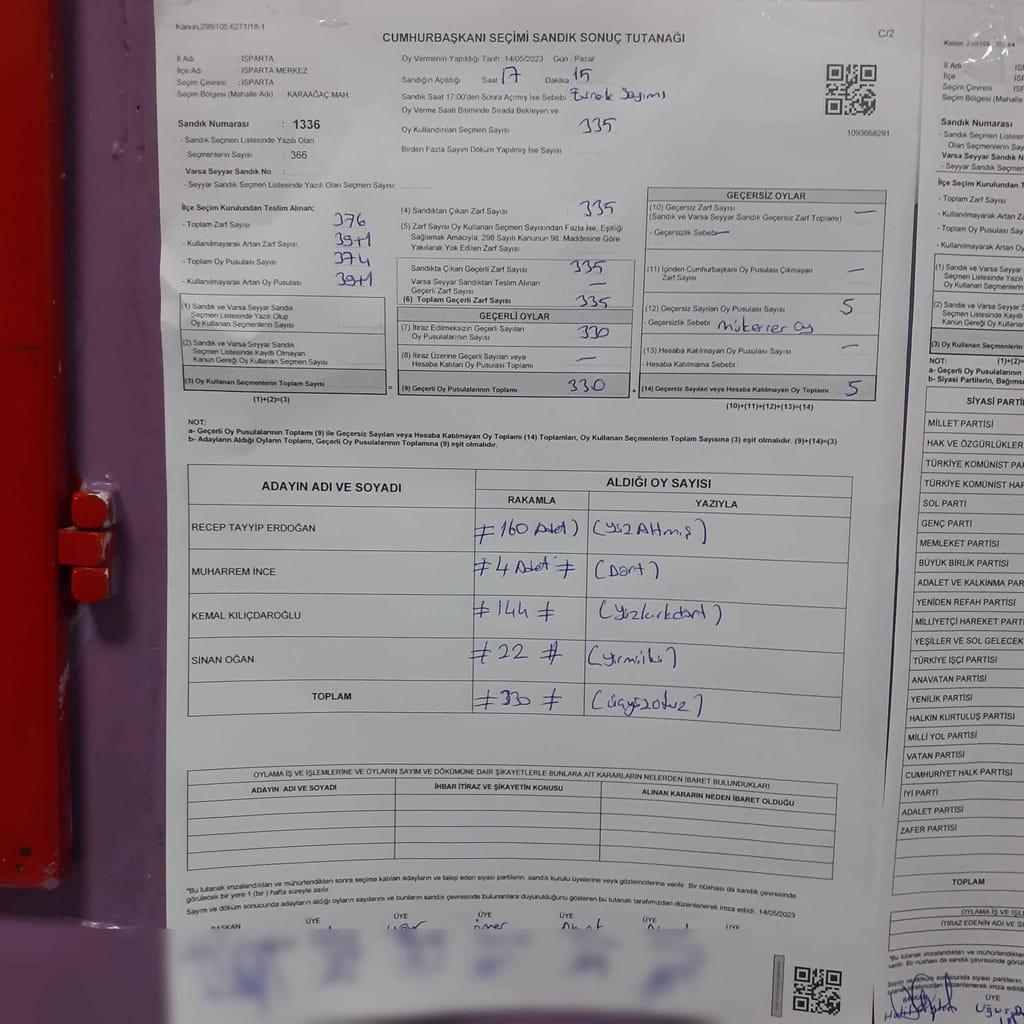 Kanun:298/105,6271/18-1
CUMHURBAŞKANI SEÇİMİ SANDIK SONUÇ TUTANAĞI
C/2
İl Adı ISPARTA
İlçe Adı ISPARTA MERKEZ
Seçim Çevresi : ISPARTA
Seçim Bölgesi (Mahalle Adı) KARAAĞAÇ MAH.
Sandık Numarası : 1336
- Sandık Seçmen Listesinde Yazılı Olan
Seçmenlerin Sayısı : 366
Varsa Seyyar Sandık No :
- Seyyar Sandık Listesinde Yazılı Olan Seçmen Sayısı:
Oy Vermenin Yapıldığı Tarih :14/05/2023 Gün : Pazar
Sandığın Açıldığı Saat 17 Dakika 15
Sandık Saat 17:00'den Sonra Açmış İse Sebebi:
Oy Verme Saati Bitiminde Sırada Bekleyen ve
Oy Kullandırılan Seçmen Sayısı 335
Birden Fazla Sayım Döküm Yapılmış İse Sayısı
1093668291
İlçe Seçim Kurulundan Teslim Alınan;
- Toplam Zarf Sayısı 376
- Kullanılmayarak Artan Zarf Sayısı 39+1
- Toplam Oy Pusulası Sayısı 374
- Kullanılmayarak Artan Oy Pusulası 39+1
(1) Sandık ve Varsa Seyyar Sandık
Seçmen Listesinde Yazılı Olup
Oy Kullanan Seçmenlerin Sayısı
(2) Sandık ve Varsa Seyyar Sandık
Seçmen Listesinde Kayıtlı Olmayan
Kanun Gereği Oy Kullanan Seçmen Sayısı
(3) Oy Kullanan Seçmenlerin Toplam Sayısı =
(1)+(2)=(3)
(4) Sandıktan Çıkan Zarf Sayısı 335
(5) Zarf Sayısı Oy Kullanan Seçmen Sayısından Fazla İse, Eşitliği
Sağlamak Amacıyla, 298 Sayılı Kanunun 98. Maddesine Göre
Yakılarak Yok Edilen Zarf Sayısı
Sandıkta Çıkan Geçerli Zarf Sayısı 335
Varsa Seyyar Sandıktan Teslim Alınan
Geçerli Zarf Sayısı —
(6) Toplam Geçerli Zarf Sayısı 335
GEÇERLİ OYLAR
(7) İtiraz Edilmeksizin Geçerli Sayılan
Oy Pusulasının Sayısı 330
(8) İtiraz Üzerine Geçerli Sayılan veya
Hesaba Katılan Oy Pusulası Toplamı —
(9) Geçerli Oy Pusulalarının Toplamı 330 +
GEÇERSİZ OYLAR
(10) Geçersiz Zarf Sayısı —
(Sandık ve Varsa Seyyar Sandık Geçersiz Zarf Toplamı)
- Geçersizlik Sebebi —
(11) İçinden Cumhurbaşkanı Oy Pusulası Çıkmayan
Zarf Sayısı —
(12) Geçersiz Sayılan Oy Pusulası Sayısı 5
- Geçersizlik Sebebi mükerrer oy
(13) Hesaba Katılmayan Oy Pusulası Sayısı —
- Hesaba Katılmama Sebebi :
(14) Geçersiz Sayılan veya Hesaba Katılmayan Oy Toplamı 5
(10)+(11)+(12)+(13)=(14)
NOT:
a- Geçerli Oy Pusulalarının Toplamı (9) ile Geçersiz Sayılan veya Hesaba Katılmayan Oy Toplamı (14) Toplamları, Oy Kullanan Seçmenlerin Toplam Sayısına (3) eşit olmalıdır. (9)+(14)=(3)
b- Adayların Aldığı Oyların Toplamı, Geçerli Oy Pusulalarının Toplamına (9) eşit olmalıdır.
ADAYIN ADI VE SOYADI ALDIĞI OY SAYISI
RAKAMLA YAZIYLA
RECEP TAYYİP ERDOĞAN ≠ 160 Adet ) (yüz Altmış)
MUHARREM İNCE ≠ 4 Adet ≠ (Dört)
KEMAL KILIÇDAROĞLU ≠ 144 ≠ (yüzkırkdört)
SİNAN OĞAN ≠ 22 ≠ (yirmiiki)
TOPLAM ≠ 330 ≠ (üçyüzotuz)
OYLAMA İŞ VE İŞLEMLERİNE VE OYLARIN SAYIM VE DÖKÜMÜNE DAİR ŞİKAYETLERLE BUNLARA AİT KARARLARIN NELERDEN İBARET BULUNDUKLARI
ADAYIN ADI VE SOYADI İHBAR İTİRAZ VE ŞİKAYETİN KONUSU ALINAN KARARIN NEDEN İBARET OLDUĞU
*Bu tutanak imzalandıktan ve mühürlendikten sonra seçime katılan adayların ve talep eden siyasi partilerin sandık kurulu üyelerine veya gözlemcilerine verilir. Bir nüshası da sandık çevresinde
görülecek bir yere 1 (bir ) hafta süreyle asılır.
Sayım ve döküm sonucunda adayların aldığı oyların sayılarını ve bunların sandık çevresinde bulunanlara duyurulduğunu gösteren bu tutanak tarafımızdan düzenlenerek imza edildi. 14/05/2023
BAŞKAN ÜYE ÜYE ÜYE ÜYE ÜYE ÜYE
İl Adı
İlçe
Seçim Çevresi
Seçim Bölgesi (Mahalle
Sandık Numarası
- Sandık Seçmen Listesinde
Olan Seçmenlerin Sayısı
Varsa Seyyar Sandık N
- Seyyar Sandık Listesinde
İlçe Seçim Kurulundan
- Toplam Zarf Sayısı
- Kullanılmayarak Artan
- Toplam Oy Pusulası Say
- Kullanılmayarak Artan Oy
(1) Sandık ve Varsa Seyyar
Seçmen Listesinde Yazılı
Oy Kullanan Seçmenlerin
(2) Sandık ve Varsa Seyyar
Seçmen Listesinde Kayıtlı
Kanun Gereği Oy Kullanan
(3) Oy Kullanan Seçmenlerin
(1)+(2)=
NOT:
a- Geçerli Oy Pusulalarının
b- Siyasi Partilerin, Bağımsı
SİYASİ PARTİ
MİLLET PARTİSİ
HAK VE ÖZGÜRLÜKLER
TÜRKİYE KOMÜNİST PA
TÜRKİYE KOMÜNİST HAR
SOL PARTİ
GENÇ PARTİ
MEMLEKET PARTİSİ
BÜYÜK BİRLİK PARTİSİ
ADALET VE KALKINMA PAR
YENİDEN REFAH PARTİSİ
MİLLİYETÇİ HAREKET PARTİ
YEŞİLLER VE SOL GELECEK
TÜRKİYE İŞÇİ PARTİSİ
ANAVATAN PARTİSİ
YENİLİK PARTİSİ
HALKIN KURTULUŞ PARTİSİ
MİLLİ YOL PARTİSİ
VATAN PARTİSİ
CUMHURİYET HALK PARTİSİ
İYİ PARTİ
ADALET PARTİSİ
ZAFER PARTİSİ
TOPLAM
OYLAMA İŞ VE İŞLE
İTİRAZ EDENİN ADI VE SO
ÜYE